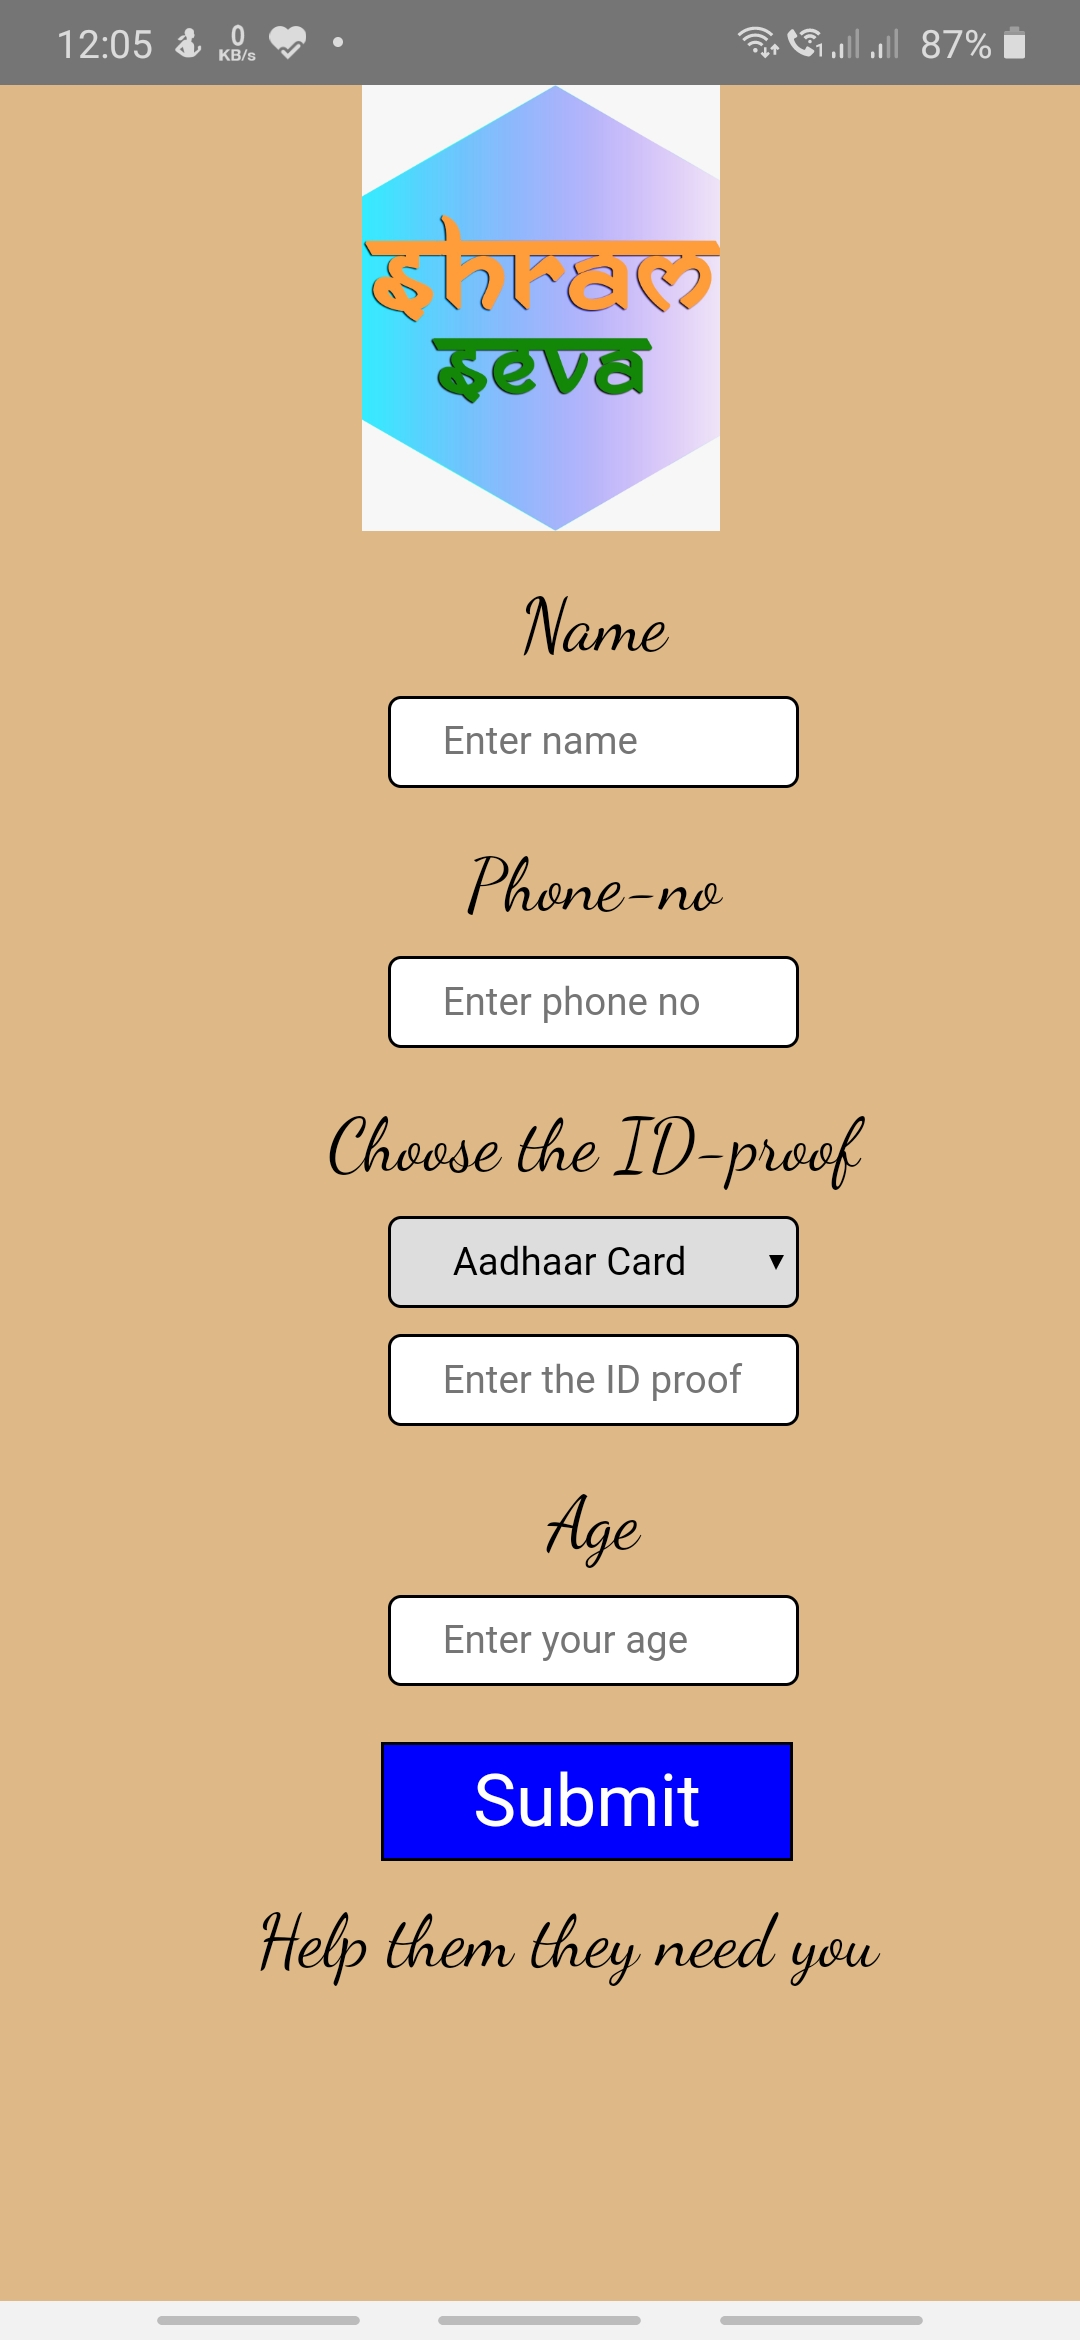 12:05 0 KB/s 1 87%
shram
seva
Name
Enter name
Phone-no
Enter phone no
Choose the ID-proof
Aadhaar Card
Enter the ID proof
Age
Enter your age
Submit
Help them they need you